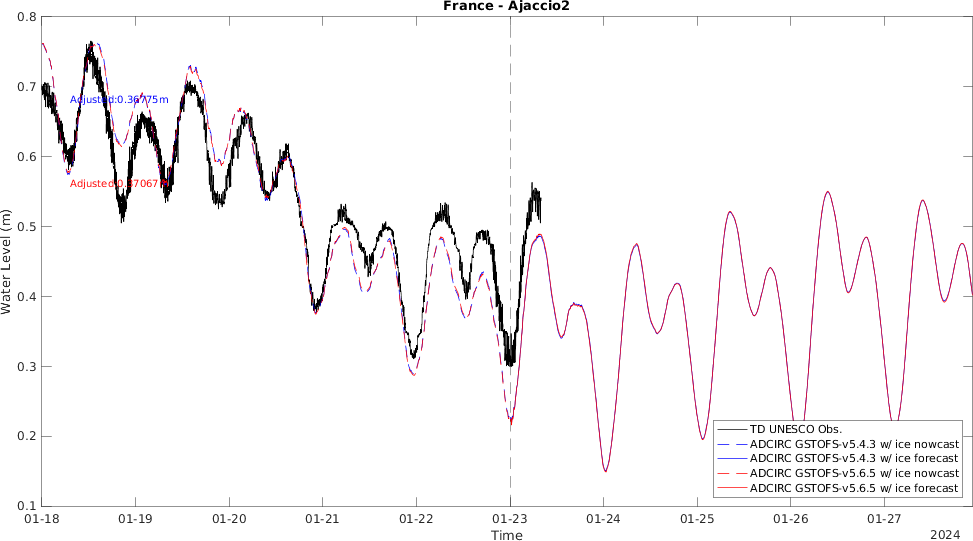 France - Ajaccio2
0.8
0.7
0.6
0.5
0.4
0.3
0.2
0.1
Water Level (m)
Adjusted:0.36775m
TD UNESCO Obs.
ADCIRC GSTOFS-v5.4.3 w/ ice nowcast
ADCIRC GSTOFS-v5.4.3 w/ ice forecast
ADCIRC GSTOFS-v5.6.5 w/ ice nowcast
ADCIRC GSTOFS-v5.6.5 w/ ice forecast
01-18 01-19 01-20 01-21 01-22 01-23 01-24 01-25 01-26 01-27
Time
2024